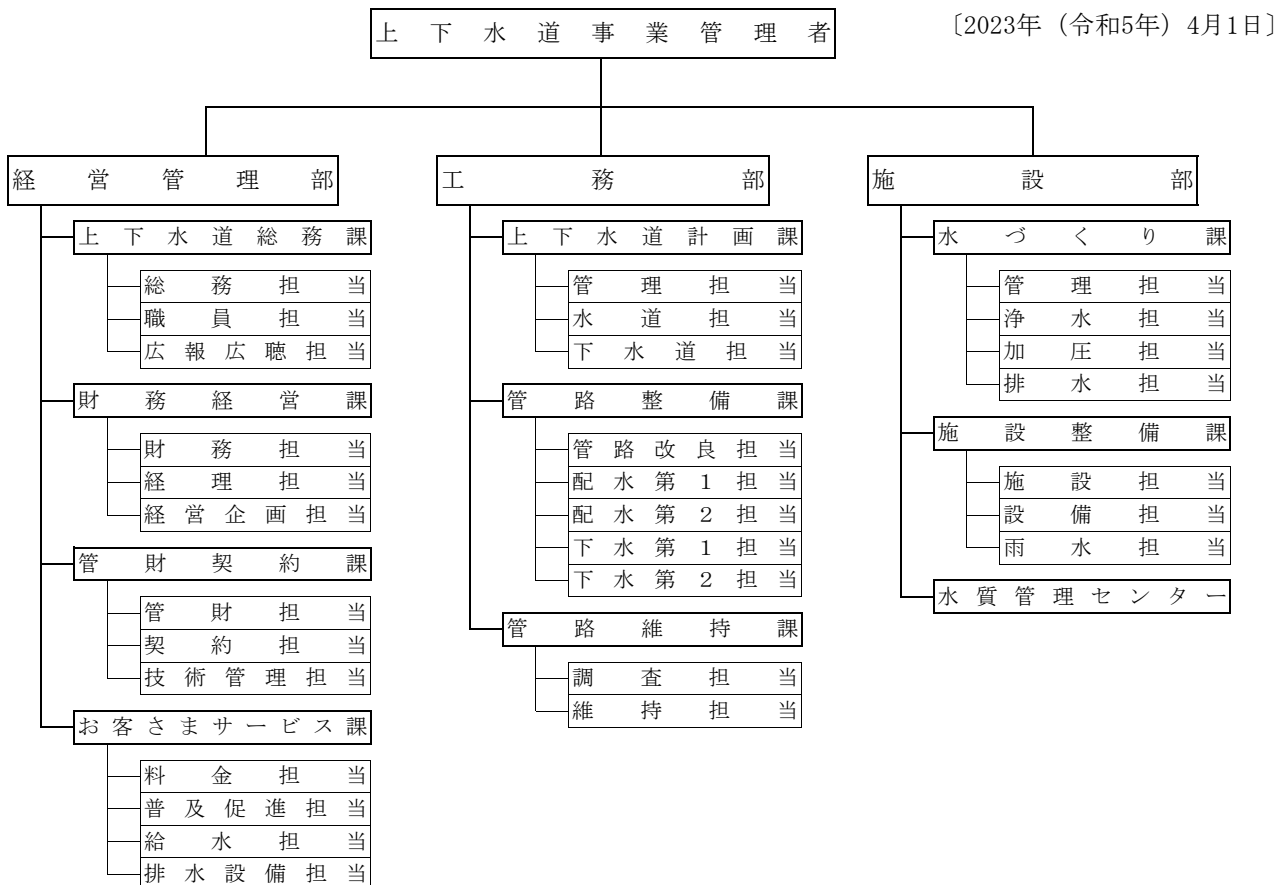 上下水道事業管理者
〔2023年（令和5年）4月1日〕
経営管理部
上下水道総務課
総務担当
職員担当
広報広聴担当
財務経営課
財務担当
経理担当
経営企画担当
管財契約課
管財担当
契約担当
技術管理担当
お客さまサービス課
料金担当
普及促進担当
給水担当
排水設備担当
工務部
上下水道計画課
管理担当
水道担当
下水道担当
管路整備課
管路改良担当
配水第1担当
配水第2担当
下水第1担当
下水第2担当
管路維持課
調査担当
維持担当
施設部
水づくり課
管理担当
浄水担当
加圧担当
排水担当
施設整備課
施設担当
設備担当
雨水担当
水質管理センター